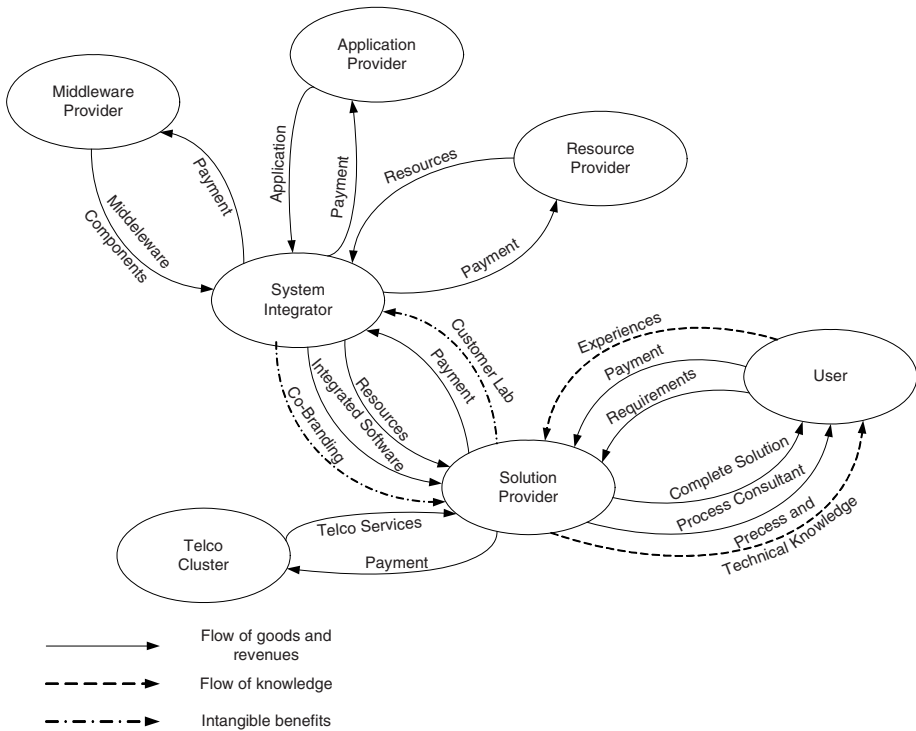 Application
Provider
Middleware
Provider
Resource
Provider
Payment
Application
Payment
Resources
Middeleware
Components
Payment
System
Integrator
Customer Lab
Payment
Experiences
Payment
Requirements
User
Co-Branding
Integrated Software
Resources
Solution
Provider
Complete Solution
Process Consultant
Precess and
Technical Knowledge
Telco Services
Telco
Cluster
Payment
Flow of goods and
revenues
Flow of knowledge
Intangible benefits